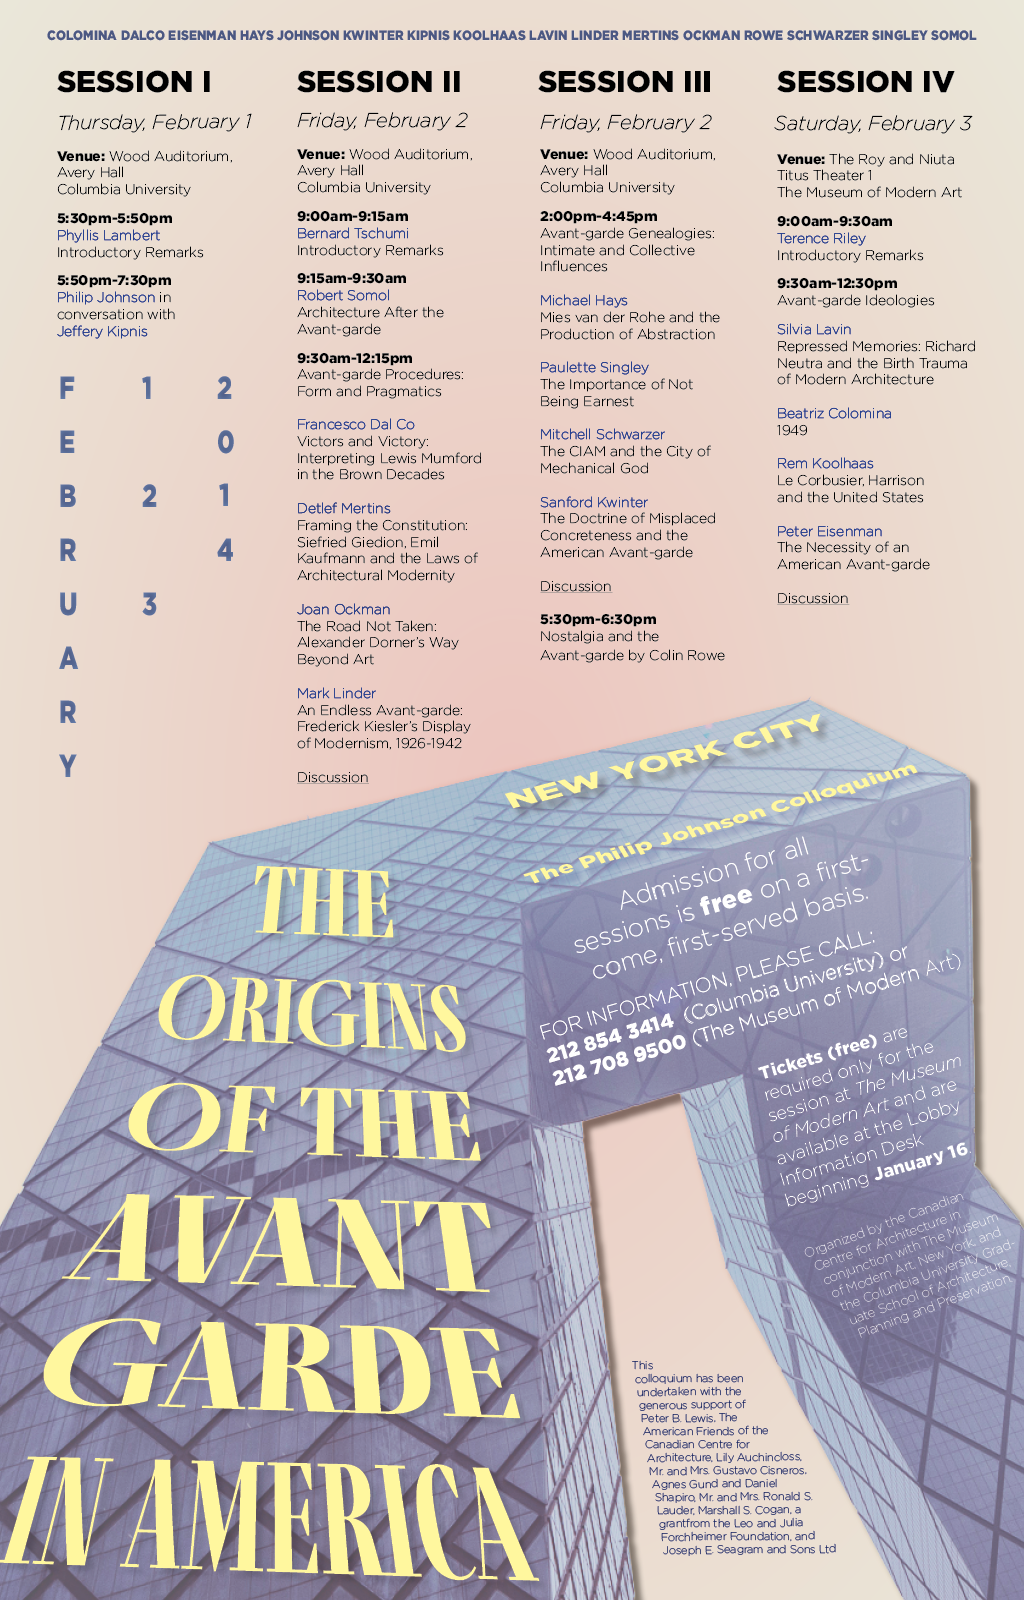 COLOMINA DALCO EISENMAN HAYS JOHNSON KWINTER KIPNIS KOOLHAAS LAVIN LINDER MERTINS OCKMAN ROWE SCHWARZER SINGLEY SOMOL
SESSION I
Thursday, February 1
Venue: Wood Auditorium,
Avery Hall
Columbia University
5:30pm-5:50pm
Phyllis Lambert
Introductory Remarks
5:50pm-7:30pm
Philip Johnson in
conversation with
Jeffery Kipnis
FEBRUARY
1
2
3
2014
SESSION II
Friday, February 2
Venue: Wood Auditorium,
Avery Hall
Columbia University
9:00am-9:15am
Bernard Tschumi
Introductory Remarks
9:15am-9:30am
Robert Somol
Architecture After the
Avant-garde
9:30am-12:15pm
Avant-garde Procedures:
Form and Pragmatics
Francesco Dal Co
Victors and Victory:
Interpreting Lewis Mumford
in the Brown Decades
Detlef Mertins
Framing the Constitution:
Siefried Giedion, Emil
Kaufmann and the Laws of
Architectural Modernity
Joan Ockman
The Road Not Taken:
Alexander Dorner's Way
Beyond Art
Mark Linder
An Endless Avant-garde:
Frederick Kiesler's Display
of Modernism, 1926-1942
Discussion
SESSION III
Friday, February 2
Venue: Wood Auditorium,
Avery Hall
Columbia University
2:00pm-4:45pm
Avant-garde Genealogies:
Intimate and Collective
Influences
Michael Hays
Mies van der Rohe and the
Production of Abstraction
Paulette Singley
The Importance of Not
Being Earnest
Mitchell Schwarzer
The CIAM and the City of
Mechanical God
Sanford Kwinter
The Doctrine of Misplaced
Concreteness and the
American Avant-garde
Discussion
5:30pm-6:30pm
Nostalgia and the
Avant-garde by Colin Rowe
SESSION IV
Saturday, February 3
Venue: The Roy and Niuta
Titus Theater 1
The Museum of Modern Art
9:00am-9:30am
Terence Riley
Introductory Remarks
9:30am-12:30pm
Avant-garde Ideologies
Silvia Lavin
Repressed Memories: Richard
Neutra and the Birth Trauma
of Modern Architecture
Beatriz Colomina
1949
Rem Koolhaas
Le Corbusier, Harrison
and the United States
Peter Eisenman
The Necessity of an
American Avant-garde
Discussion
NEW YORK CITY
The Philip Johnson Colloquium
THE
ORIGINS
OF THE
AVANT
GARDE
IN AMERICA
Admission for all
sessions is free on a first-
come, first-served basis.
FOR INFORMATION, PLEASE CALL:
212 854 3414 (Columbia University) or
212 708 9500 (The Museum of Modern Art)
Tickets (free) are
required only for the
session at The Museum
of Modern Art and are
available at the Lobby
Information Desk
beginning January 16.
Organized by the Canadian
Centre for Architecture in
conjunction with The Museum
of Modern Art, New York, and
the Columbia University Grad-
uate School of Architecture,
Planning and Preservation.
This
colloquium has been
undertaken with the
generous support of
Peter B. Lewis. The
American Friends of the
Canadian Centre for
Architecture, Lily Auchincloss,
Mr. and Mrs. Gustavo Cisneros.
Agnes Gund and Daniel
Shapiro, Mr. and Mrs. Ronald S.
Lauder, Marshall S. Cogan, a
grantfrom the Leo and Julia
Forchheimer Foundation, and
Joseph E. Seagram and Sons Ltd